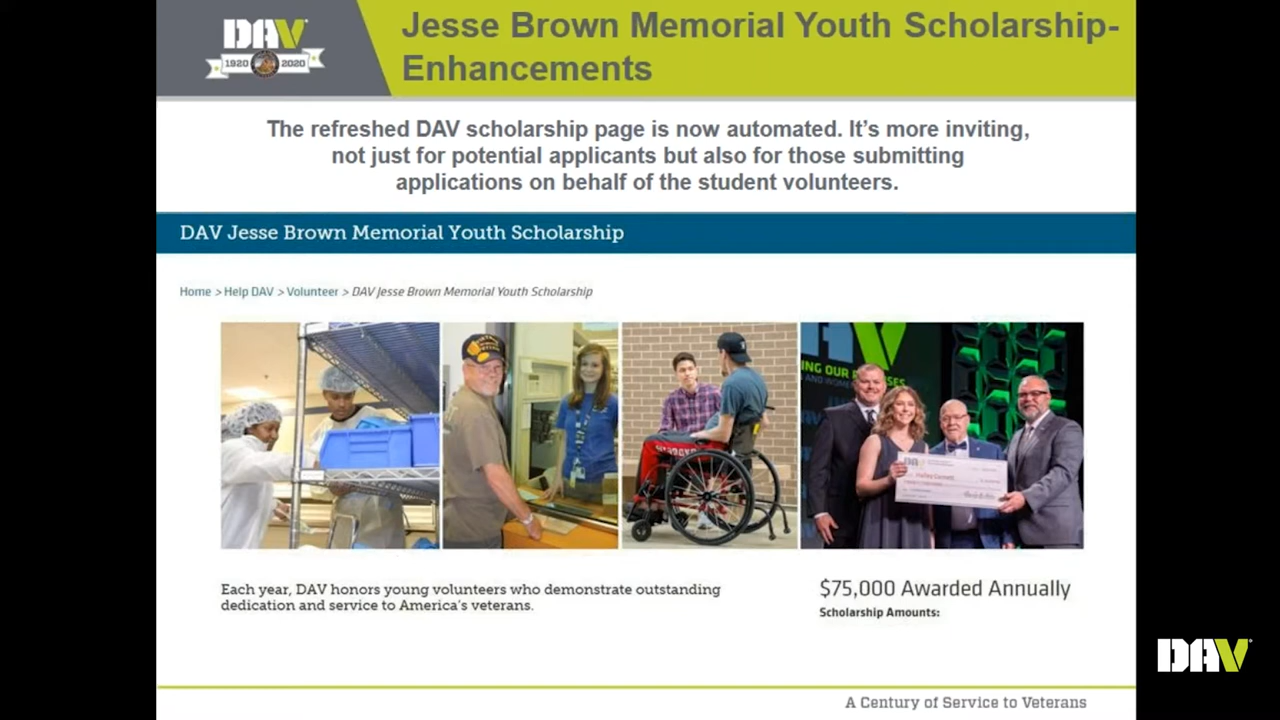 DAV
1920 2020
Jesse Brown Memorial Youth Scholarship-
Enhancements
The refreshed DAV scholarship page is now automated. It's more inviting,
not just for potential applicants but also for those submitting
applications on behalf of the student volunteers.
DAV Jesse Brown Memorial Youth Scholarship
Home > Help DAV > Volunteer > DAV Jesse Brown Memorial Youth Scholarship
AV
ING OUR
DAV
Each year, DAV honors young volunteers who demonstrate outstanding
dedication and service to America's veterans.
$75,000 Awarded Annually
Scholarship Amounts:
DAV
A Century of Service to Veterans